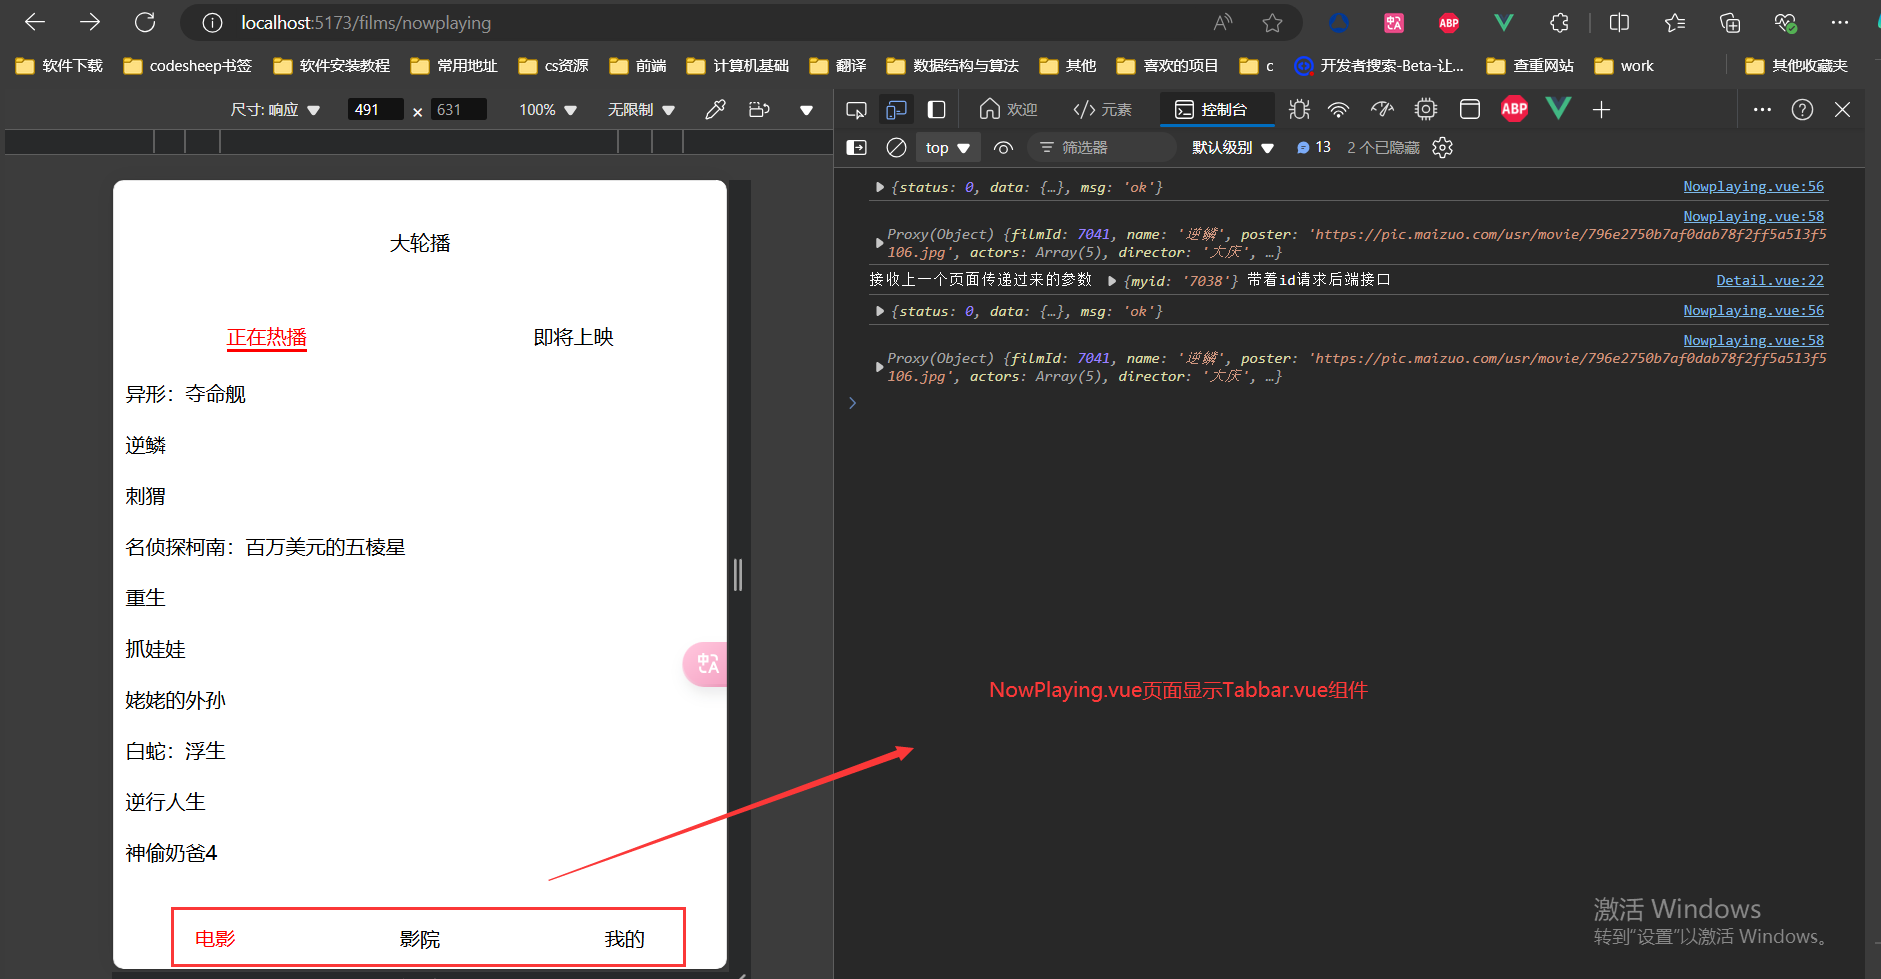 localhost:5173/films/nowplaying
软件下载 codesheep书签 软件安装教程 常用地址 cs资源 前端 计算机基础 翻译 数据结构与算法 其他 喜欢的项目 c 开发者搜索-Beta-让... 查重网站 work 其他收藏夹
尺寸: 响应 491 × 631 100% 无限制
欢迎 元素 控制台 ABP
top 筛选器 默认级别 13 2 个已隐藏
大轮播
正在热播 即将上映
异形：夺命舰
逆鳞
刺猬
名侦探柯南：百万美元的五棱星
重生
抓娃娃
姥姥的外孙
白蛇：浮生
逆行人生
神偷奶爸4
电影 影院 我的
{status: 0, data: {…}, msg: 'ok'} Nowplaying.vue:56
Nowplaying.vue:58
Proxy(Object) {filmId: 7041, name: '逆鳞', poster: 'https://pic.maizuo.com/usr/movie/796e2750b7af0dab78f2ff5a513f5
106.jpg', actors: Array(5), director: '大庆', …}
接收上一个页面传递过来的参数 {myid: '7038'} 带着id请求后端接口 Detail.vue:22
{status: 0, data: {…}, msg: 'ok'} Nowplaying.vue:56
Nowplaying.vue:58
Proxy(Object) {filmId: 7041, name: '逆鳞', poster: 'https://pic.maizuo.com/usr/movie/796e2750b7af0dab78f2ff5a513f5
106.jpg', actors: Array(5), director: '大庆', …}
NowPlaying.vue页面显示Tabbar.vue组件
激活 Windows
转到“设置”以激活 Windows。